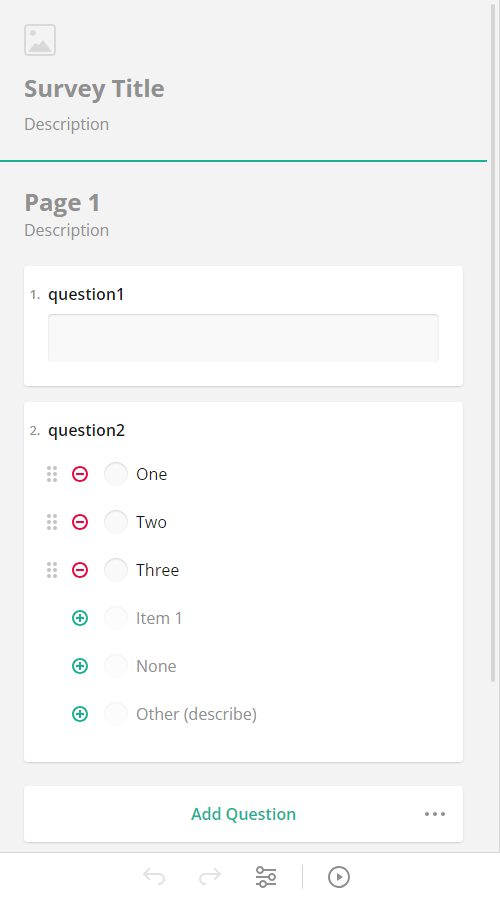 Survey Title
Description
Page 1
Description
1. question1
2. question2
One
Two
Three
Item 1
None
Other (describe)
Add Question